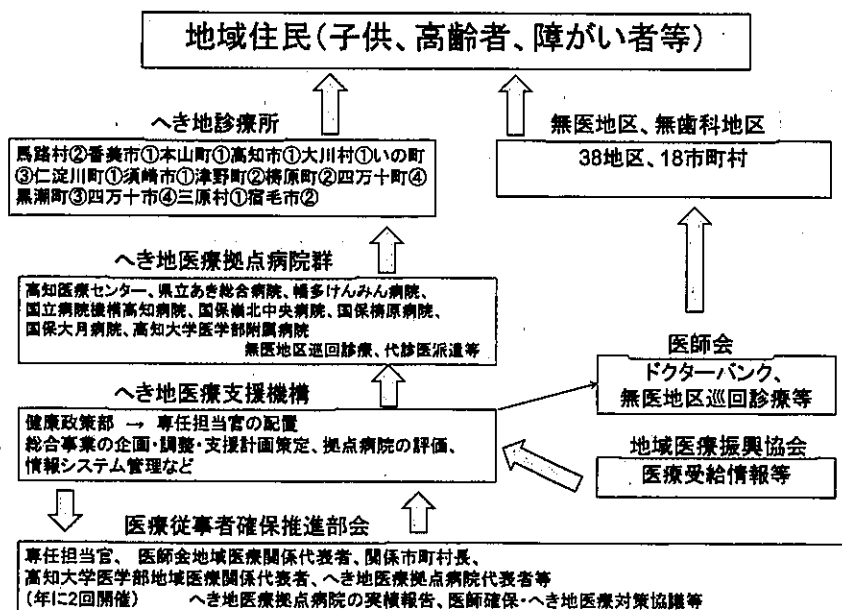 地域住民(子供、高齢者、障がい者等)
へき地診療所
馬路村②香美市①本山町①高知市①大川村①いの町
③仁淀川町①須崎市①津野町②梼原町②四万十町④
黒潮町③四万十市④三原村①宿毛市②
無医地区、無歯科地区
38地区、18市町村
へき地医療拠点病院群
高知医療センター、県立あき総合病院、幡多けんみん病院、
国立病院機構高知病院、国保嶺北中央病院、国保梼原病院、
国保大月病院、高知大学医学部附属病院
無医地区巡回診療、代診医派遣等
医師会
ドクターバンク、
無医地区巡回診療等
へき地医療支援機構
健康政策部 → 専任担当官の配置
総合事業の企画・調整・支援計画策定、拠点病院の評価、
情報システム管理など
地域医療振興協会
医療受給情報等
医療従事者確保推進部会
専任担当官、 医師会地域医療関係代表者、関係市町村長、
高知大学医学部地域医療関係代表者、へき地医療拠点病院代表者等
(年に2回開催) へき地医療拠点病院の実績報告、医師確保・へき地医療対策協議等